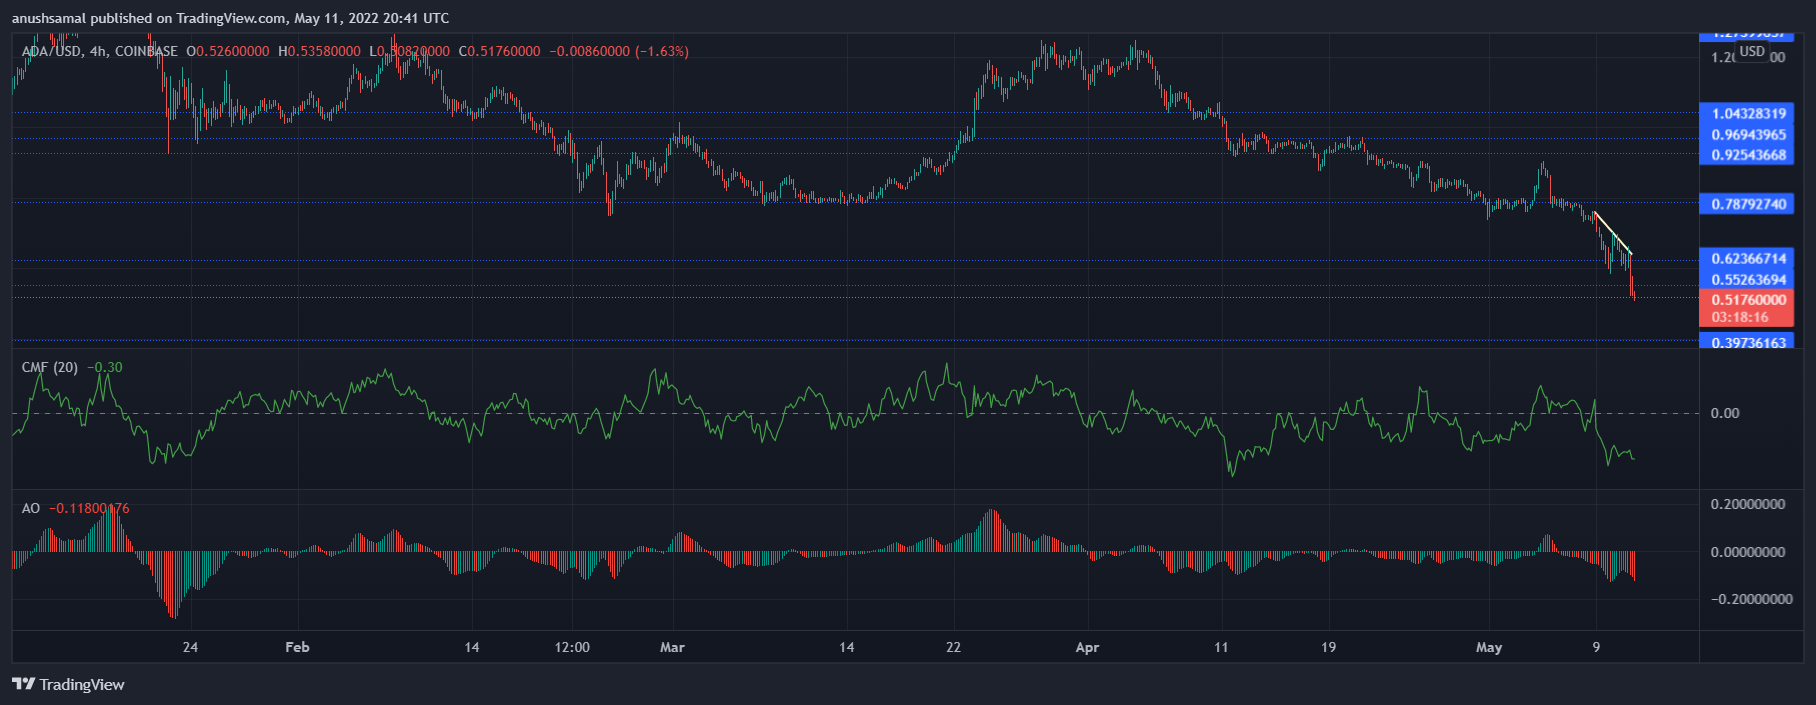 anushsamal published on TradingView.com, May 11, 2022 20:41 UTC
ADA/USD, 4h, COINBASE O0.52600000 H0.53580000 L0.50820000 C0.51760000 −0.00860000 (−1.63%)
USD
1.04328319
0.96943965
0.92543668
0.78792740
0.62366714
0.55263694
0.51760000
03:18:16
0.39736163
CMF (20) −0.30
0.00
AO −0.11800176
0.20000000
0.00000000
−0.20000000
24 Feb 14 12:00 Mar 14 22 Apr 11 19 May 9
TradingView